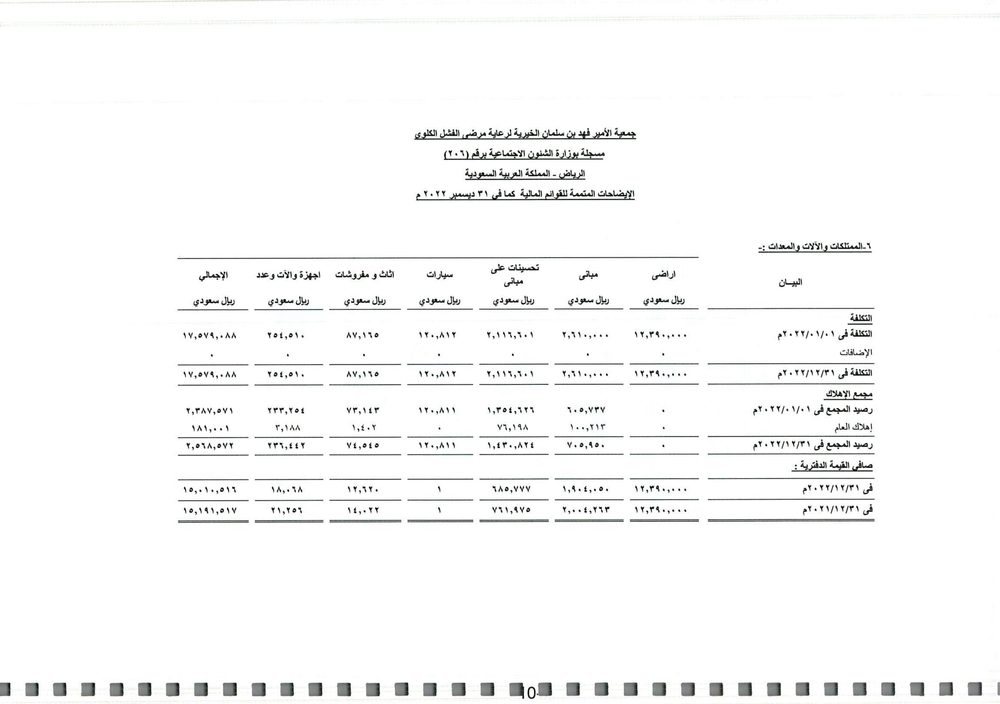 جمعية الأمير فهد بن سلمان الخيرية لرعاية مرضى الفشل الكلوى
مسجلة بوزارة الشئون الاجتماعية برقم (٢٠٦)
الرياض - المملكة العربية السعودية
الإيضاحات المتممة للقوائم المالية كما فى ٣١ ديسمبر ٢٠٢٢ م
٦-الممتلكات والآلات والمعدات :-
البيـــان اراضى مبانى تحسينات على مبانى سيارات اثاث و مفروشات اجهزة والآت وعدد الإجمالي
ريال سعودي ريال سعودي ريال سعودي ريال سعودي ريال سعودي ريال سعودي ريال سعودي
التكلفة
التكلفة فى ٢٠٢٢/٠١/٠١م ١٢,٣٩٠,٠٠٠ ٢,٦١٠,٠٠٠ ٢,١١٦,٦٠١ ١٢٠,٨١٢ ٨٧,١٦٥ ٢٥٤,٥١٠ ١٧,٥٧٩,٠٨٨
الإضافات ٠ ٠ ٠ ٠ ٠ ٠ ٠
التكلفة فى ٢٠٢٢/١٢/٣١م ١٢,٣٩٠,٠٠٠ ٢,٦١٠,٠٠٠ ٢,١١٦,٦٠١ ١٢٠,٨١٢ ٨٧,١٦٥ ٢٥٤,٥١٠ ١٧,٥٧٩,٠٨٨
مجمع الإهلاك
رصيد المجمع فى ٢٠٢٢/٠١/٠١م ٠ ٦٠٥,٧٣٧ ١,٣٥٤,٦٢٦ ١٢٠,٨١١ ٧٣,١٤٣ ٢٣٣,٢٥٤ ٢,٣٨٧,٥٧١
إهلاك العام ٠ ١٠٠,٢١٣ ٧٦,١٩٨ ٠ ١,٤٠٢ ٣,١٨٨ ١٨١,٠٠١
رصيد المجمع فى ٢٠٢٢/١٢/٣١م ٠ ٧٠٥,٩٥٠ ١,٤٣٠,٨٢٤ ١٢٠,٨١١ ٧٤,٥٤٥ ٢٣٦,٤٤٢ ٢,٥٦٨,٥٧٢
صافي القيمة الدفترية :
فى ٢٠٢٢/١٢/٣١م ١٢,٣٩٠,٠٠٠ ١,٩٠٤,٠٥٠ ٦٨٥,٧٧٧ ١ ١٢,٦٢٠ ١٨,٠٦٨ ١٥,٠١٠,٥١٦
فى ٢٠٢١/١٢/٣١م ١٢,٣٩٠,٠٠٠ ٢,٠٠٤,٢٦٣ ٧٦١,٩٧٥ ١ ١٤,٠٢٢ ٢١,٢٥٦ ١٥,١٩١,٥١٧
10